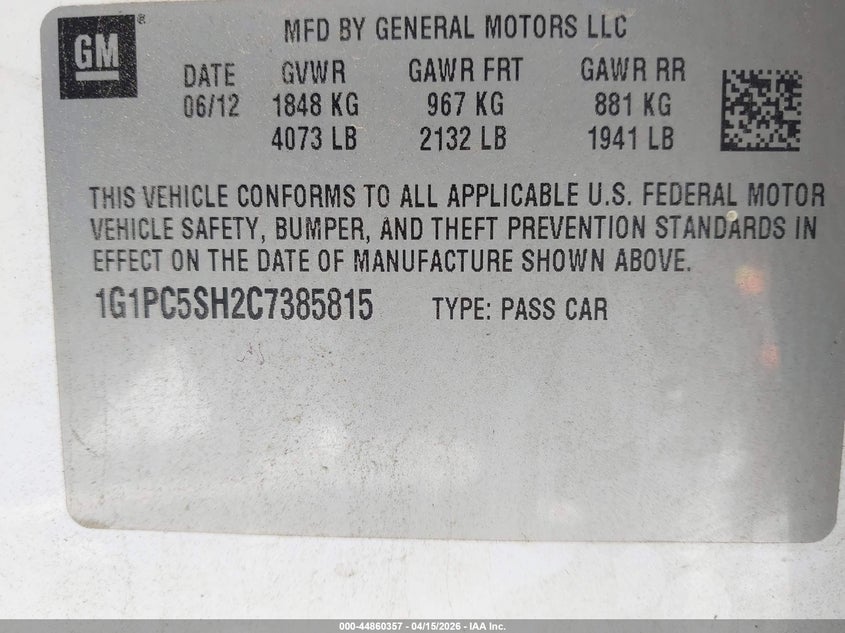 GM ®
MFD BY GENERAL MOTORS LLC
DATE GVWR GAWR FRT GAWR RR
06/12 1848 KG 967 KG 881 KG
4073 LB 2132 LB 1941 LB
THIS VEHICLE CONFORMS TO ALL APPLICABLE U.S. FEDERAL MOTOR
VEHICLE SAFETY, BUMPER, AND THEFT PREVENTION STANDARDS IN
EFFECT ON THE DATE OF MANUFACTURE SHOWN ABOVE.
1G1PC5SH2C7385815 TYPE: PASS CAR
000-44860357 - 04/15/2026 - IAA Inc.